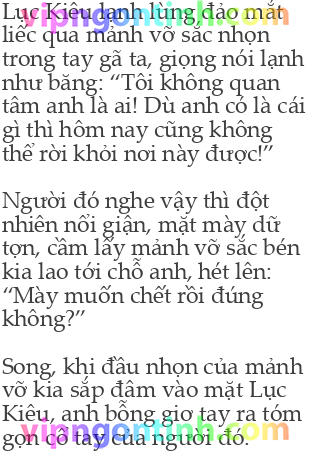 Lục Kiêu lạnh lùng đảo mắt
liếc qua mảnh vỡ sắc nhọn
trong tay gã ta, giọng nói lạnh
như băng: “Tôi không quan
tâm anh là ai! Dù anh có là cái
gì thì hôm nay cũng không
thể rời khỏi nơi này được!”
Người đó nghe vậy thì đột
nhiên nổi giận, mặt mày dữ
tợn, cầm lấy mảnh vỡ sắc bén
kia lao tới chỗ anh, hét lên:
“Mày muốn chết rồi đúng
không?”
Song, khi đầu nhọn của mảnh
vỡ kia sắp đâm vào mặt Lục
Kiêu, anh bỗng giơ tay ra tóm
gọn cổ tay của người đó.
vipngontinh.com
vipngontinh.com